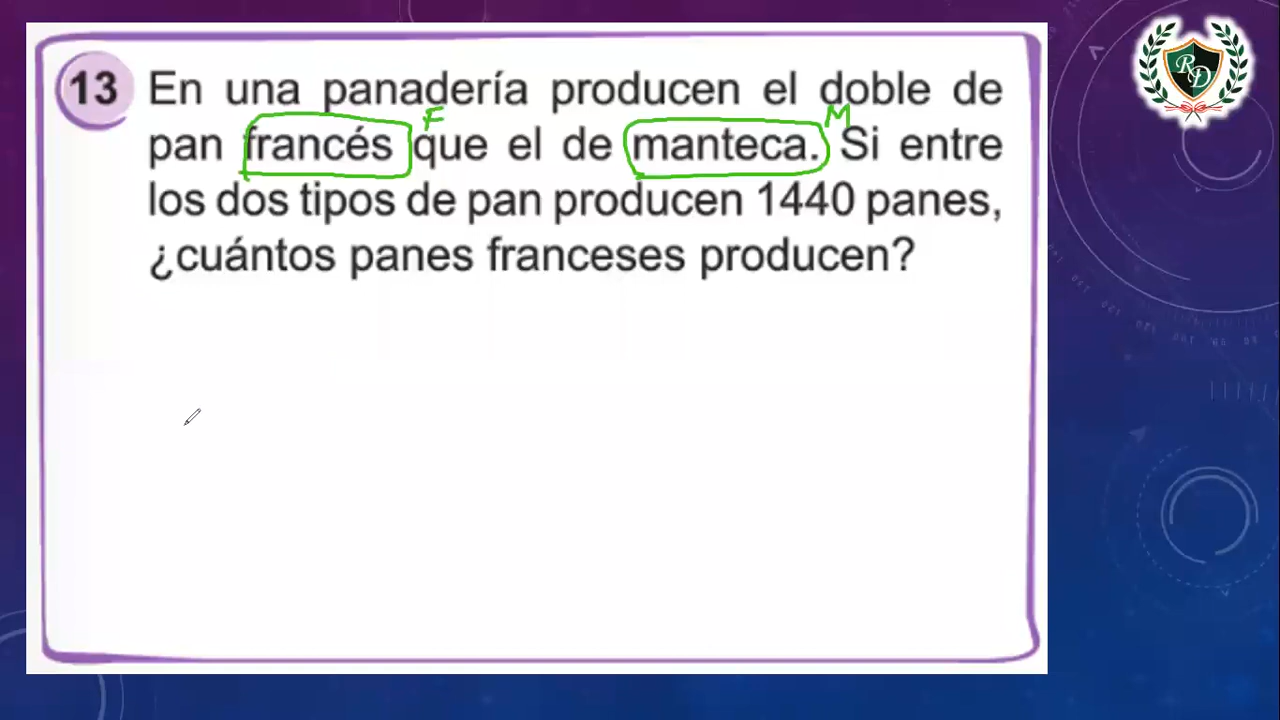 13 En una panadería producen el doble de
F M
pan francés que el de manteca. Si entre
los dos tipos de pan producen 1440 panes,
¿cuántos panes franceses producen?
RD